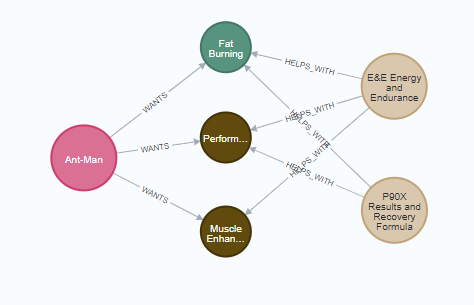 Fat
Burning
HELPS_WITH
E&E Energy
and
Endurance
WANTS
HELPS_WITH
Perform...
HELPS_WITH
WANTS
Ant-Man
HELPS_WITH
HELPS_WITH
WANTS
P90X
Results and
Recovery
Formula
Muscle
Enhan...